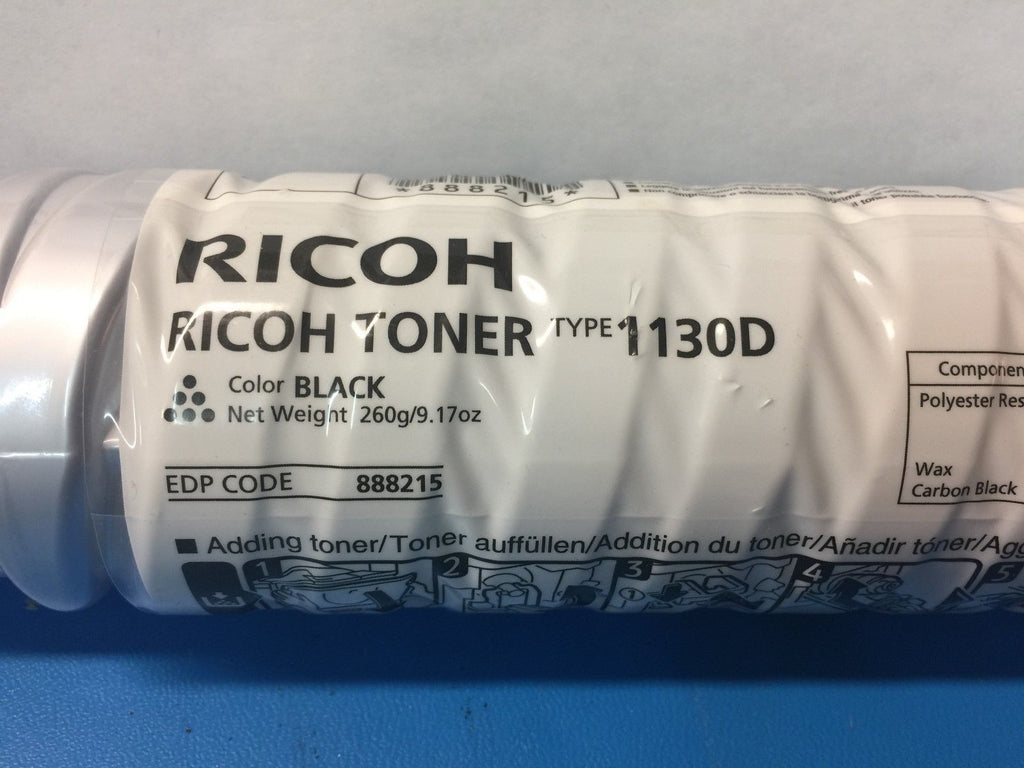 *888215*
RICOH
RICOH TONER TYPE 1130D
Color BLACK
Net Weight 260g/9.17oz
EDP CODE 888215
Componen
Polyester Res
Wax
Carbon Black
■ Adding toner/Toner auffüllen/Addition du toner/Añadir tóner/Agg
1 2 3 4 5